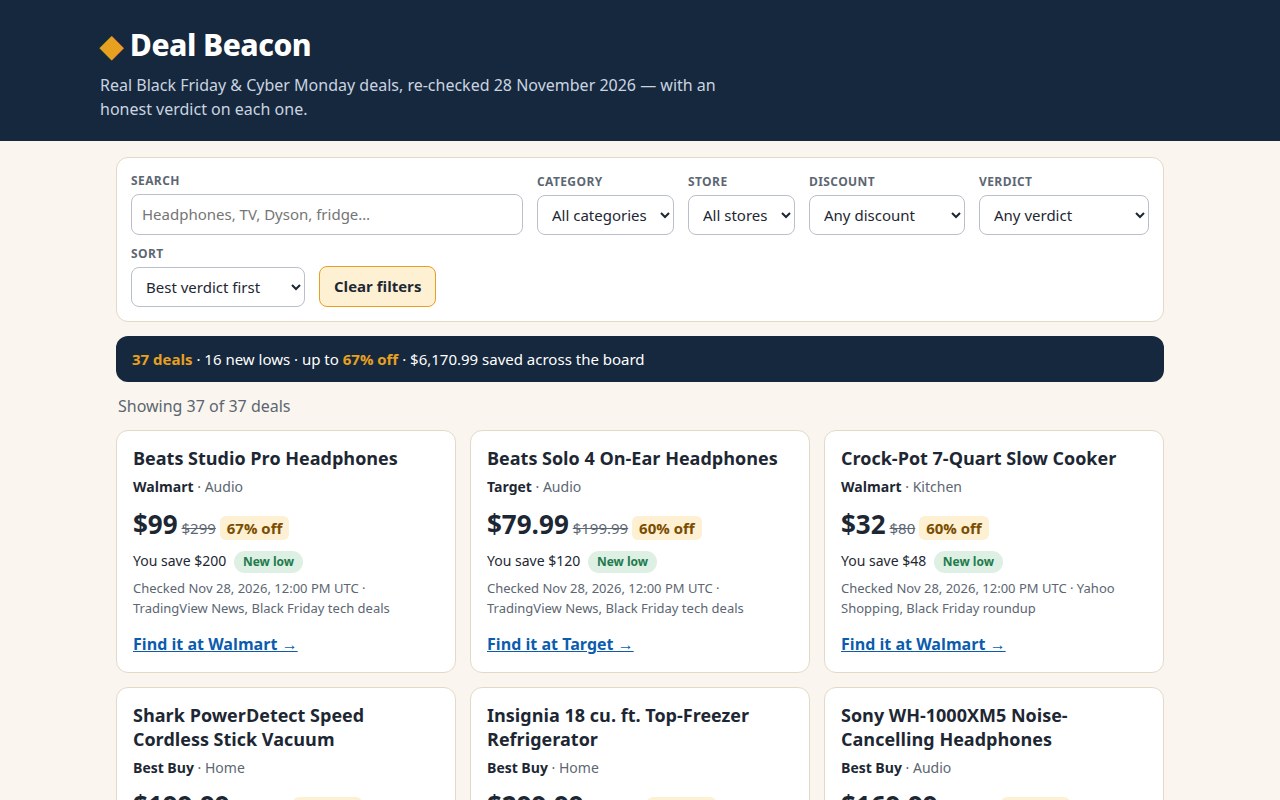 Deal Beacon
Real Black Friday & Cyber Monday deals, re-checked 28 November 2026 — with an
honest verdict on each one.
SEARCH
CATEGORY
STORE
DISCOUNT
VERDICT
Headphones, TV, Dyson, fridge...
All categories
All stores
Any discount
Any verdict
SORT
Best verdict first
Clear filters
37 deals · 16 new lows · up to 67% off · $6,170.99 saved across the board
Showing 37 of 37 deals
Beats Studio Pro Headphones
Walmart · Audio
$99 $299 67% off
You save $200 New low
Checked Nov 28, 2026, 12:00 PM UTC ·
TradingView News, Black Friday tech deals
Find it at Walmart →
Beats Solo 4 On-Ear Headphones
Target · Audio
$79.99 $199.99 60% off
You save $120 New low
Checked Nov 28, 2026, 12:00 PM UTC ·
TradingView News, Black Friday tech deals
Find it at Target →
Crock-Pot 7-Quart Slow Cooker
Walmart · Kitchen
$32 $80 60% off
You save $48 New low
Checked Nov 28, 2026, 12:00 PM UTC · Yahoo
Shopping, Black Friday roundup
Find it at Walmart →
Shark PowerDetect Speed
Cordless Stick Vacuum
Best Buy · Home
Insignia 18 cu. ft. Top-Freezer
Refrigerator
Best Buy · Home
Sony WH-1000XM5 Noise-
Cancelling Headphones
Best Buy · Audio